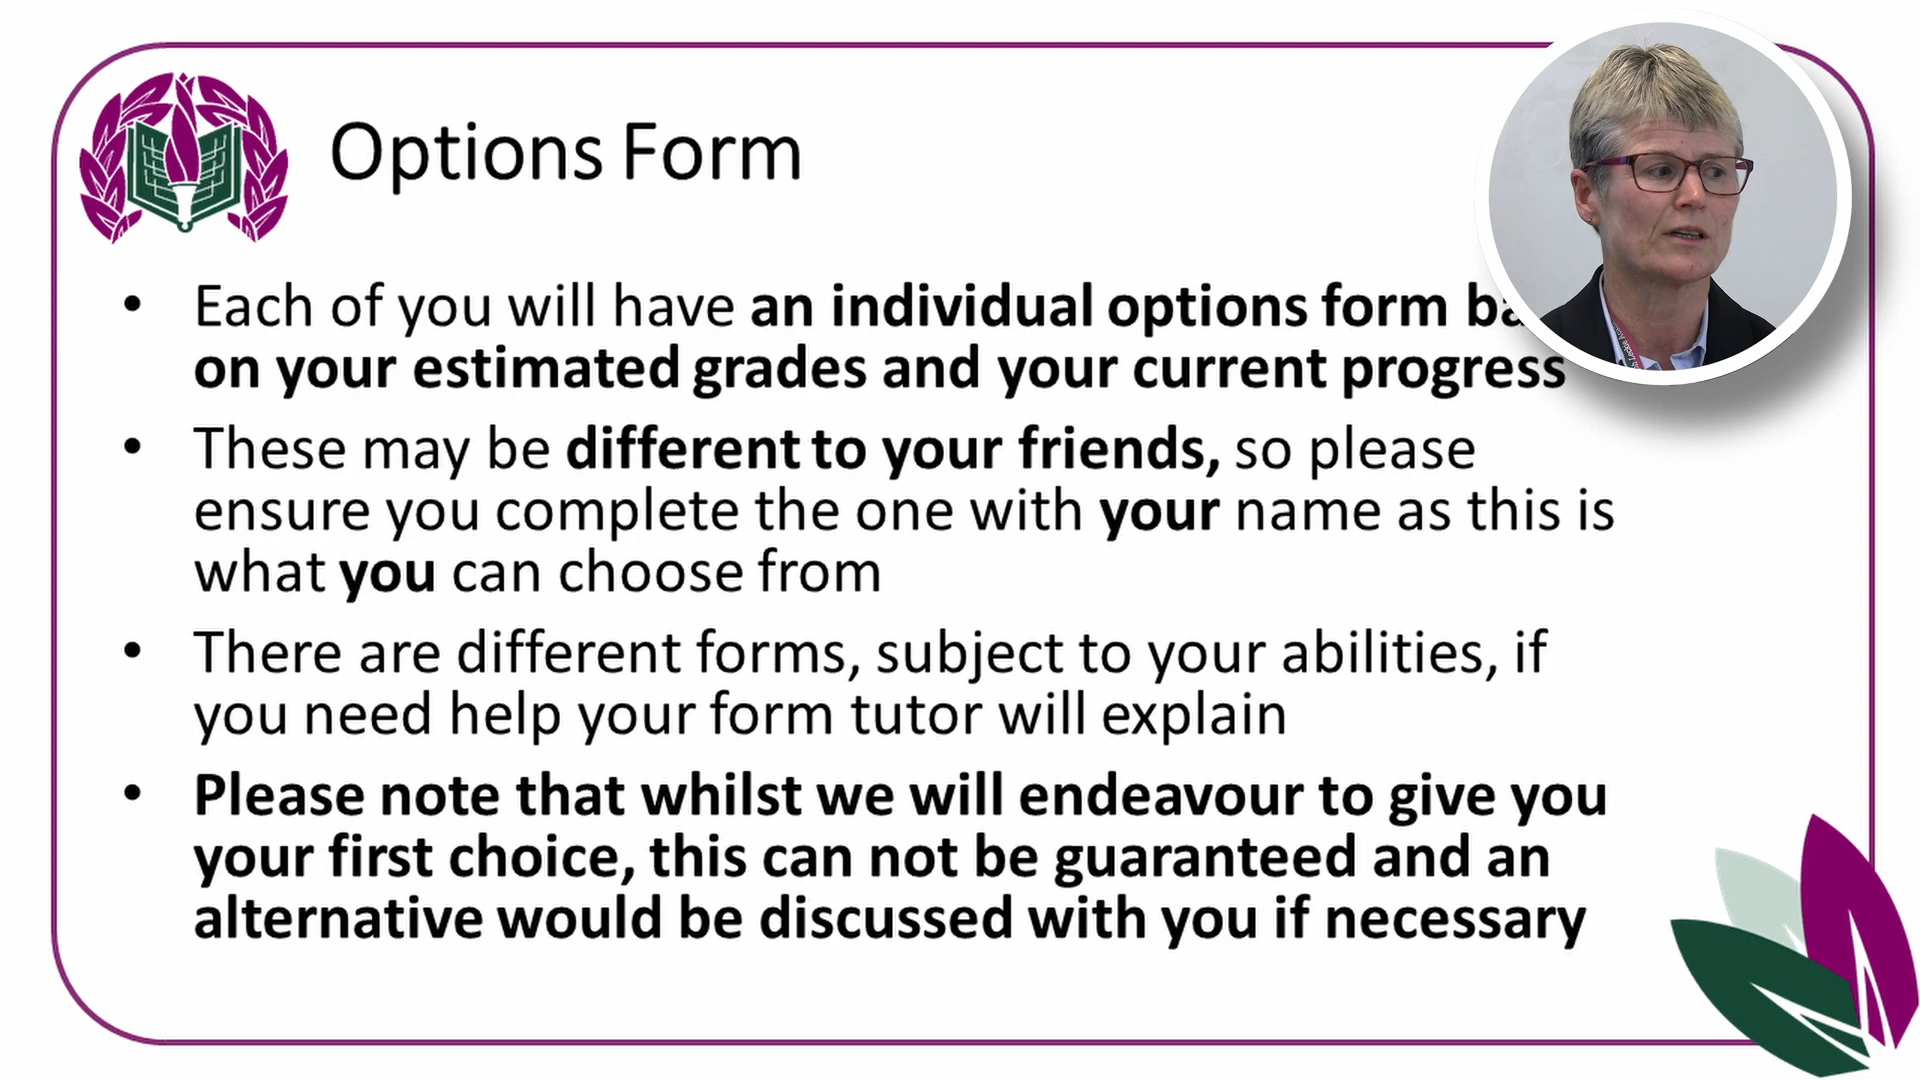 Options Form
• Each of you will have an individual options form
on your estimated grades and your current progress
• These may be different to your friends, so please
ensure you complete the one with your name as this is
what you can choose from
• There are different forms, subject to your abilities, if
you need help your form tutor will explain
• Please note that whilst we will endeavour to give you
your first choice, this can not be guaranteed and an
alternative would be discussed with you if necessary